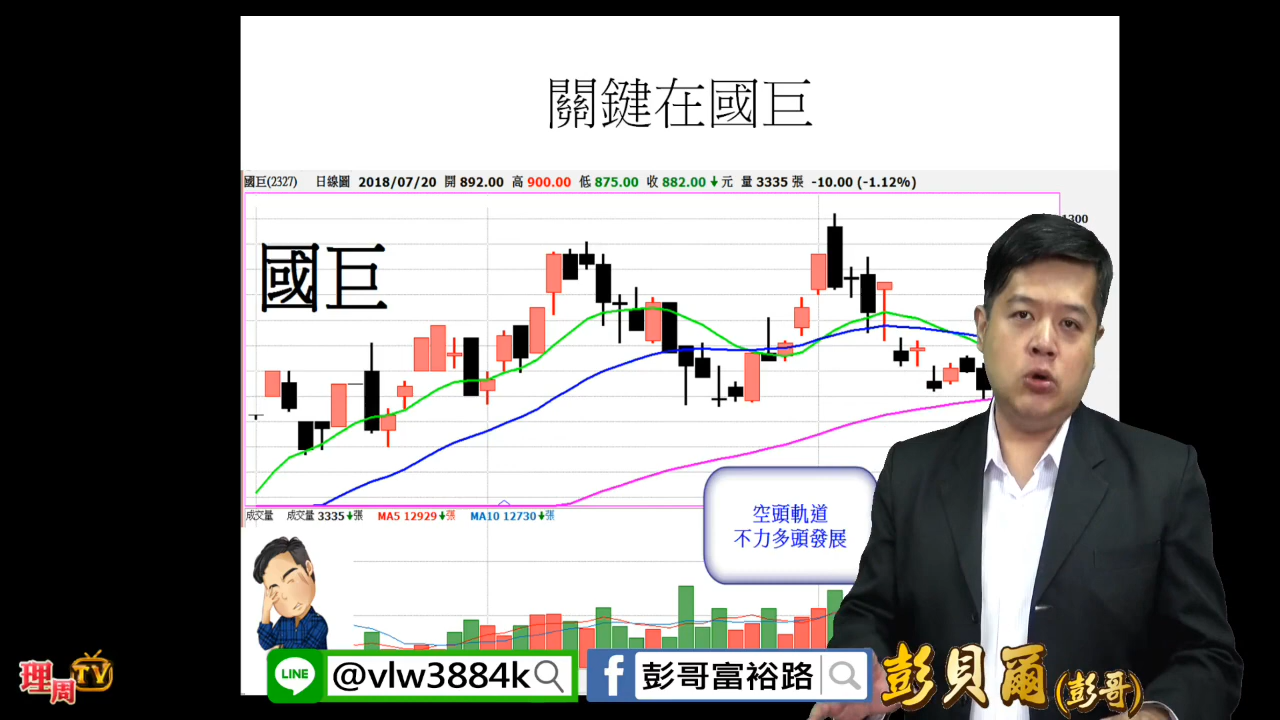 關鍵在國巨
國巨(2327) 日線圖 2018/07/20 開 892.00 高 900.00 低 875.00 收 882.00↓元 量 3335 張 -10.00 (-1.12%)
1300
國巨
空頭軌道
不力多頭發展
成交量 成交量 3335↓張 MA5 12929↓張 MA10 12730↓張
理周TV
LINE @vlw3884k
f 彭哥富裕路
彭貝爾(彭哥)